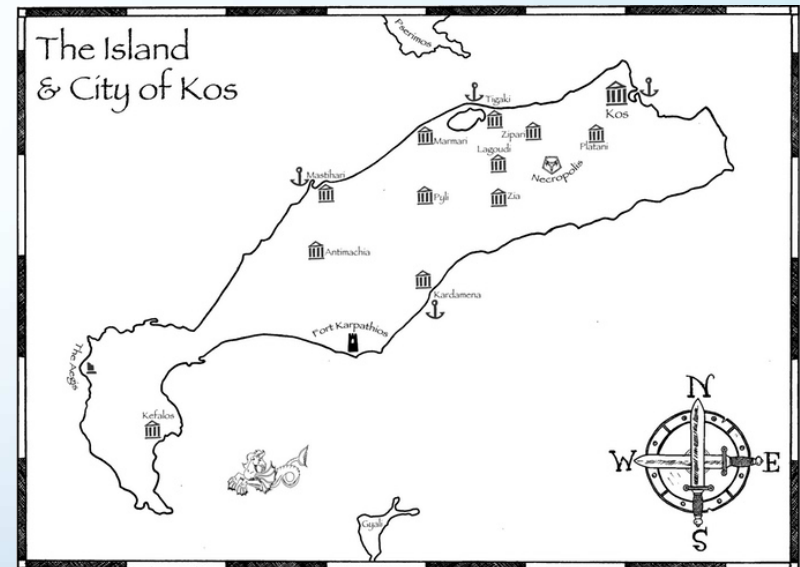 The Island
& City of Kos
Pserimos
Tigaki
Kos
Marmari
Zipari
Platani
Lagoudi
Necropolis
Mastihari
Pyli
Zia
Antimachia
Kardamena
Fort Karpathios
The Aegis
Kefalos
Gyali
N
W
E
S